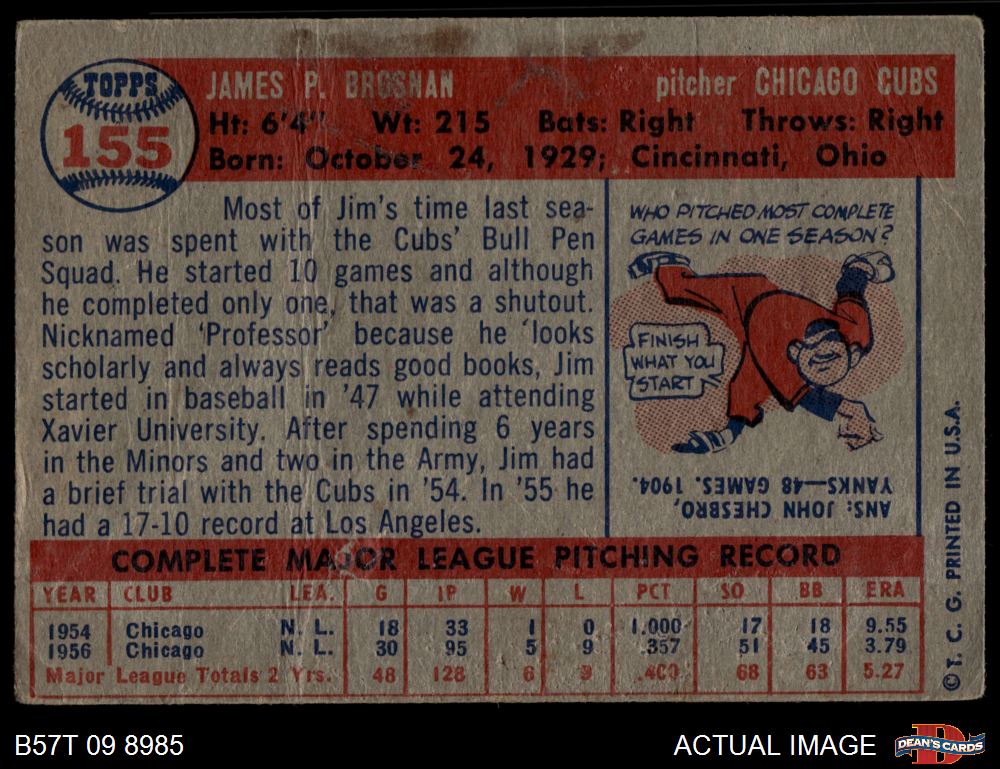 TOPPS
155
JAMES P. BROSNAN pitcher CHICAGO CUBS
Ht: 6'4" Wt: 215 Bats: Right Throws: Right
Born: October 24, 1929; Cincinnati, Ohio
Most of Jim's time last sea-
son was spent with the Cubs' Bull Pen
Squad. He started 10 games and although
he completed only one, that was a shutout.
Nicknamed 'Professor' because he 'looks
scholarly and always reads good books, Jim
started in baseball in '47 while attending
Xavier University. After spending 6 years
in the Minors and two in the Army, Jim had
a brief trial with the Cubs in '54. In '55 he
had a 17-10 record at Los Angeles.
WHO PITCHED MOST COMPLETE
GAMES IN ONE SEASON?
FINISH
WHAT YOU
START
ANS: JOHN CHESBRO,
YANKS—48 GAMES. 1904.
COMPLETE MAJOR LEAGUE PITCHING RECORD
YEAR CLUB LEA. G IP W L PCT SO BB ERA
1954 Chicago N. L. 18 33 1 0 1.000 17 18 9.55
1956 Chicago N. L. 30 95 5 9 .357 51 45 3.79
Major League Totals 2 Yrs. 48 128 6 9 .400 68 63 5.27
© T. C. G. PRINTED IN U.S.A.
B57T 09 8985
ACTUAL IMAGE
D
DEAN'S CARDS